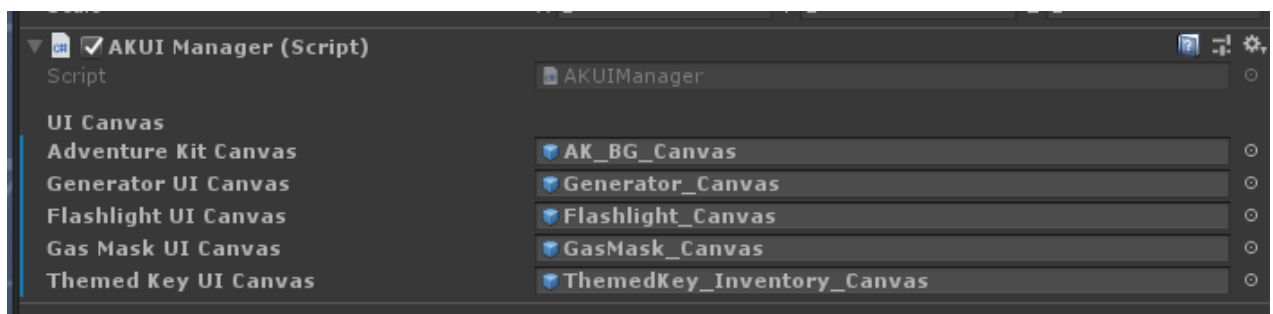 AKUI Manager (Script)
Script AKUIManager
UI Canvas
Adventure Kit Canvas AK_BG_Canvas
Generator UI Canvas Generator_Canvas
Flashlight UI Canvas Flashlight_Canvas
Gas Mask UI Canvas GasMask_Canvas
Themed Key UI Canvas ThemedKey_Inventory_Canvas